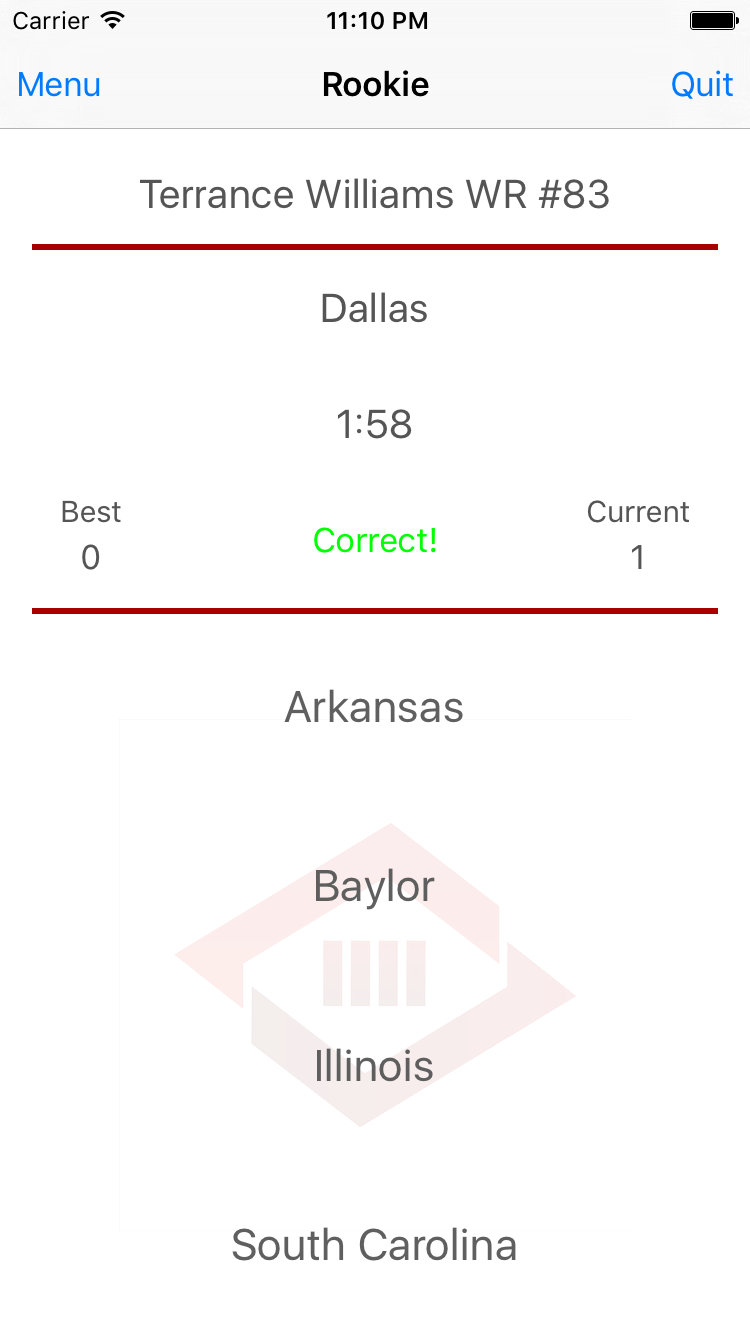 Carrier 11:10 PM
Menu Rookie Quit
Terrance Williams WR #83
Dallas
1:58
Best Current
Correct!
0 1
Arkansas
Baylor
Illinois
South Carolina